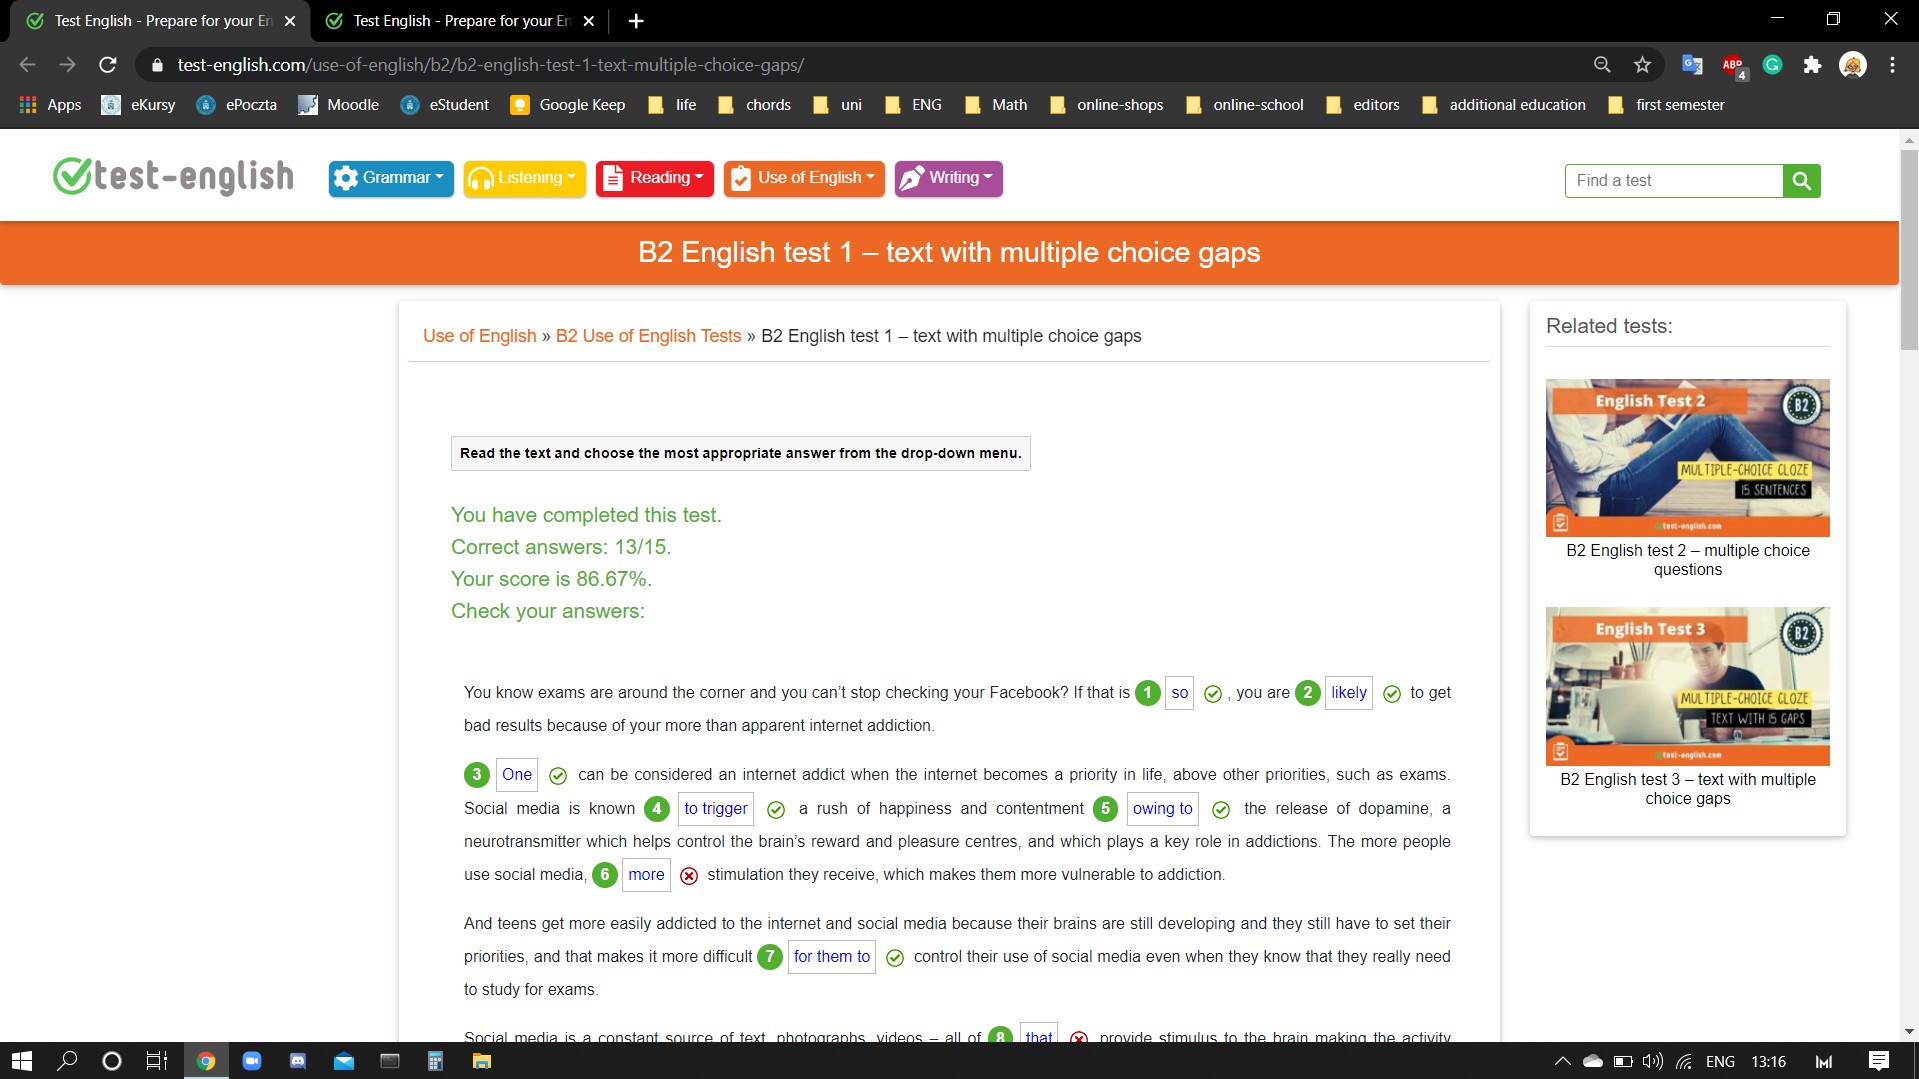 Test English - Prepare for your En
Test English - Prepare for your En
test-english.com/use-of-english/b2/b2-english-test-1-text-multiple-choice-gaps/
ABP 4
Apps eKursy ePoczta Moodle eStudent Google Keep life chords uni ENG Math online-shops online-school editors additional education first semester
test-english Grammar Listening Reading Use of English Writing Find a test
B2 English test 1 – text with multiple choice gaps
Use of English » B2 Use of English Tests » B2 English test 1 – text with multiple choice gaps
Read the text and choose the most appropriate answer from the drop-down menu.
You have completed this test.
Correct answers: 13/15.
Your score is 86.67%.
Check your answers:
You know exams are around the corner and you can’t stop checking your Facebook? If that is 1 so , you are 2 likely to get
bad results because of your more than apparent internet addiction.
3 One can be considered an internet addict when the internet becomes a priority in life, above other priorities, such as exams.
Social media is known 4 to trigger a rush of happiness and contentment 5 owing to the release of dopamine, a
neurotransmitter which helps control the brain’s reward and pleasure centres, and which plays a key role in addictions. The more people
use social media, 6 more stimulation they receive, which makes them more vulnerable to addiction.
And teens get more easily addicted to the internet and social media because their brains are still developing and they still have to set their
priorities, and that makes it more difficult 7 for them to control their use of social media even when they know that they really need
to study for exams.
Social media is a constant source of text, photographs, videos – all of 8 that provide stimulus to the brain making the activity
Related tests:
English Test 2
B2
MULTIPLE-CHOICE CLOZE
15 SENTENCES
test-english.com
B2 English test 2 – multiple choice
questions
English Test 3
B2
MULTIPLE-CHOICE CLOZE
TEXT WITH 15 GAPS
test-english.com
B2 English test 3 – text with multiple
choice gaps
ENG 13:16